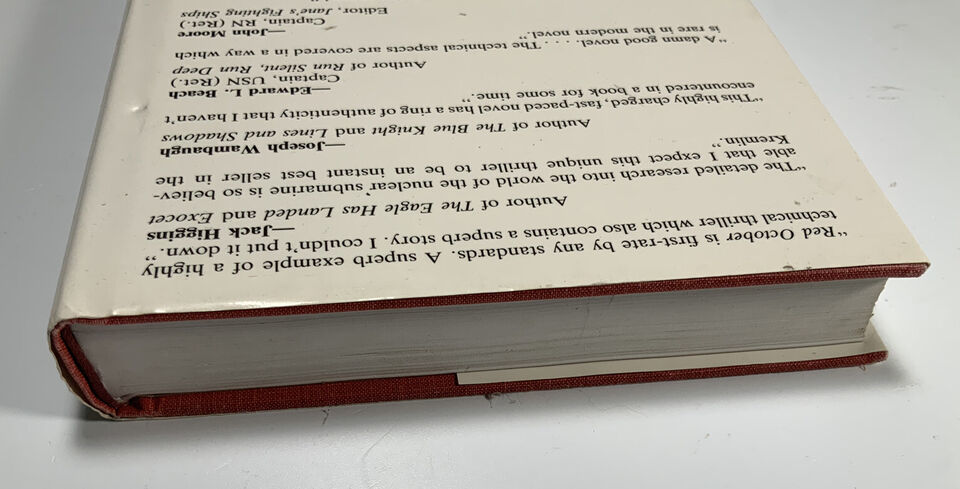 “Red October is first-rate by any standards. A superb example of a highly
technical thriller which also contains a superb story. I couldn’t put it down.”
—Jack Higgins
Author of The Eagle Has Landed and Exocet
“The detailed research into the world of the nuclear submarine is so believ-
able that I expect this unique thriller to be an instant best seller in the
Kremlin.”
—Joseph Wambaugh
Author of The Blue Knight and Lines and Shadows
“This highly charged, fast-paced novel has a ring of authenticity that I haven’t
encountered in a book for some time.”
—Edward L. Beach
Captain, USN (Ret.)
Author of Run Silent, Run Deep
“A damn good novel. . . . The technical aspects are covered in a way which
is rare in the modern novel.”
—John Moore
Captain, RN (Ret.)
Editor, Jane’s Fighting Ships